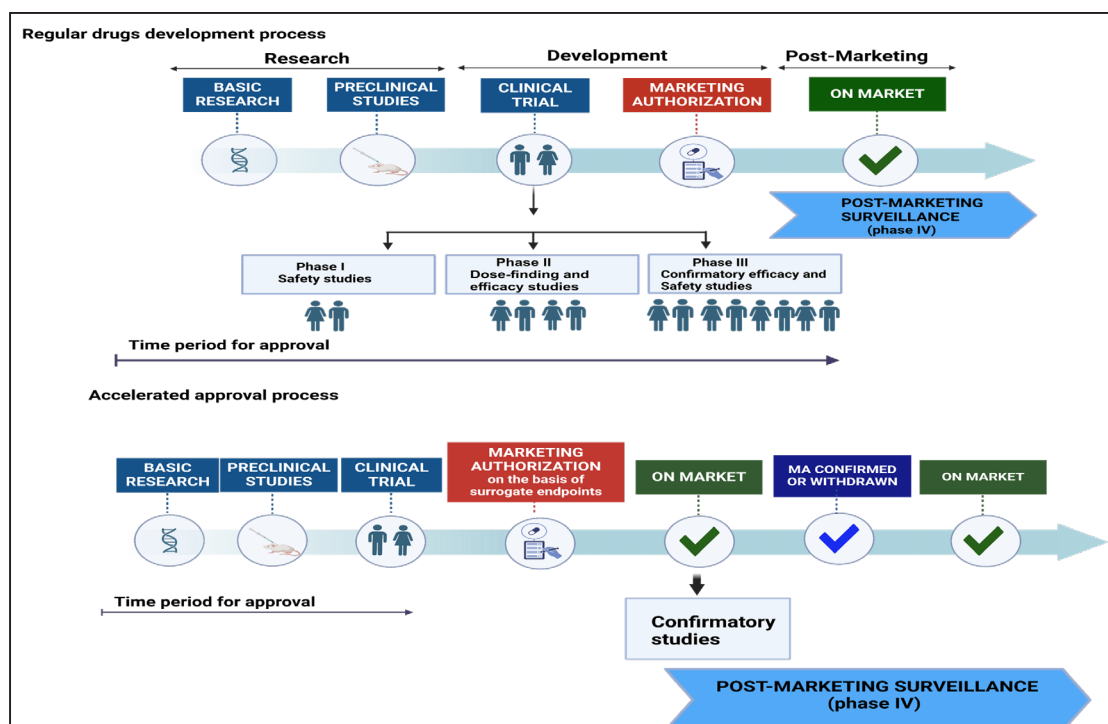 Regular drugs development process
Research
Development
Post-Marketing
BASIC
RESEARCH
PRECLINICAL
STUDIES
CLINICAL
TRIAL
MARKETING
AUTHORIZATION
ON MARKET
POST-MARKETING
SURVEILLANCE
(phase IV)
Phase I
Safety studies
Phase II
Dose-finding and
efficacy studies
Phase III
Confirmatory efficacy and
Safety studies
Time period for approval
Accelerated approval process
BASIC
RESEARCH
PRECLINICAL
STUDIES
CLINICAL
TRIAL
MARKETING
AUTHORIZATION
on the basis of
surrogate endpoints
ON MARKET
MA CONFIRMED
OR WITHDRAWN
ON MARKET
Time period for approval
Confirmatory
studies
POST-MARKETING SURVEILLANCE
(phase IV)